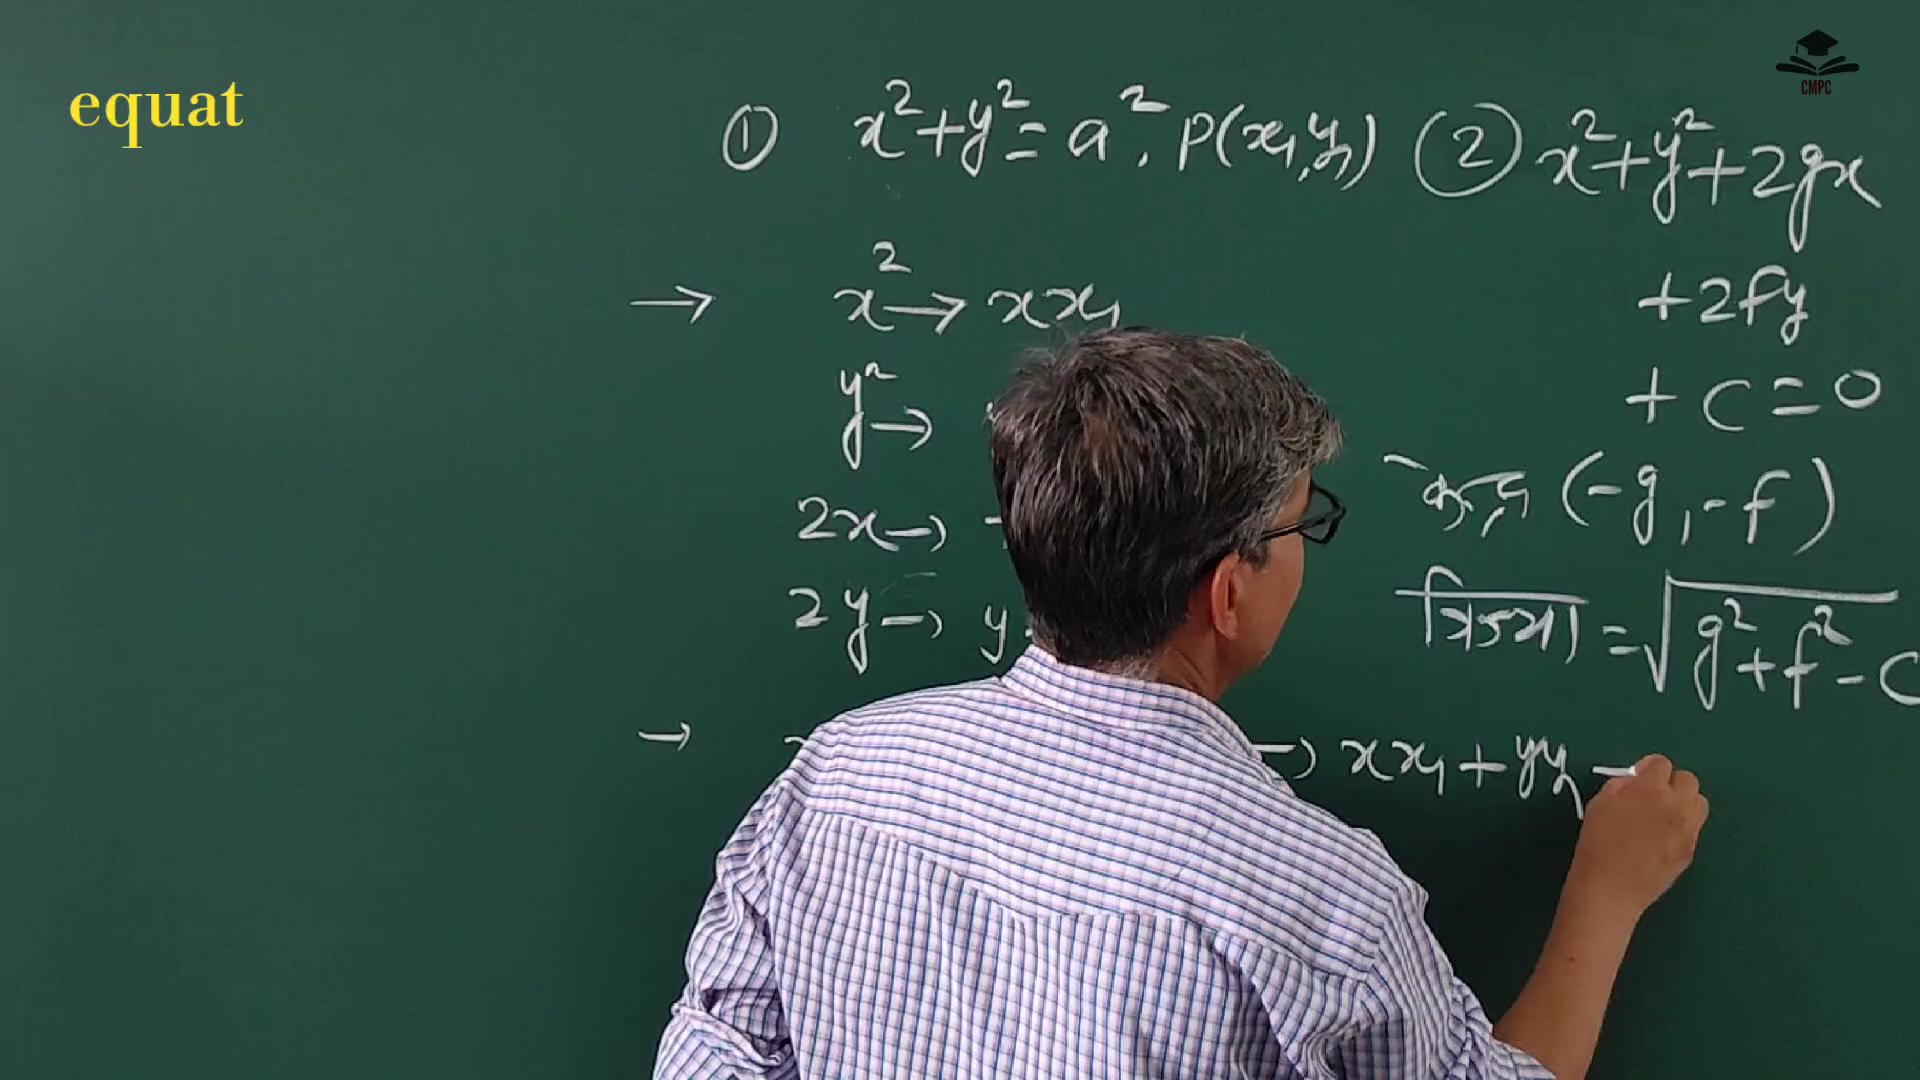 equat
CMPC
① x²+y²=a², P(x₁,y₁)
→ x² → xx₁
y² →
2x →
2y → y
→
→ xx₁+yy₁ -
② x²+y²+2gx
+2fy
+c=0
केन्द्र (-g,-f)
त्रिज्या = √g²+f²-c